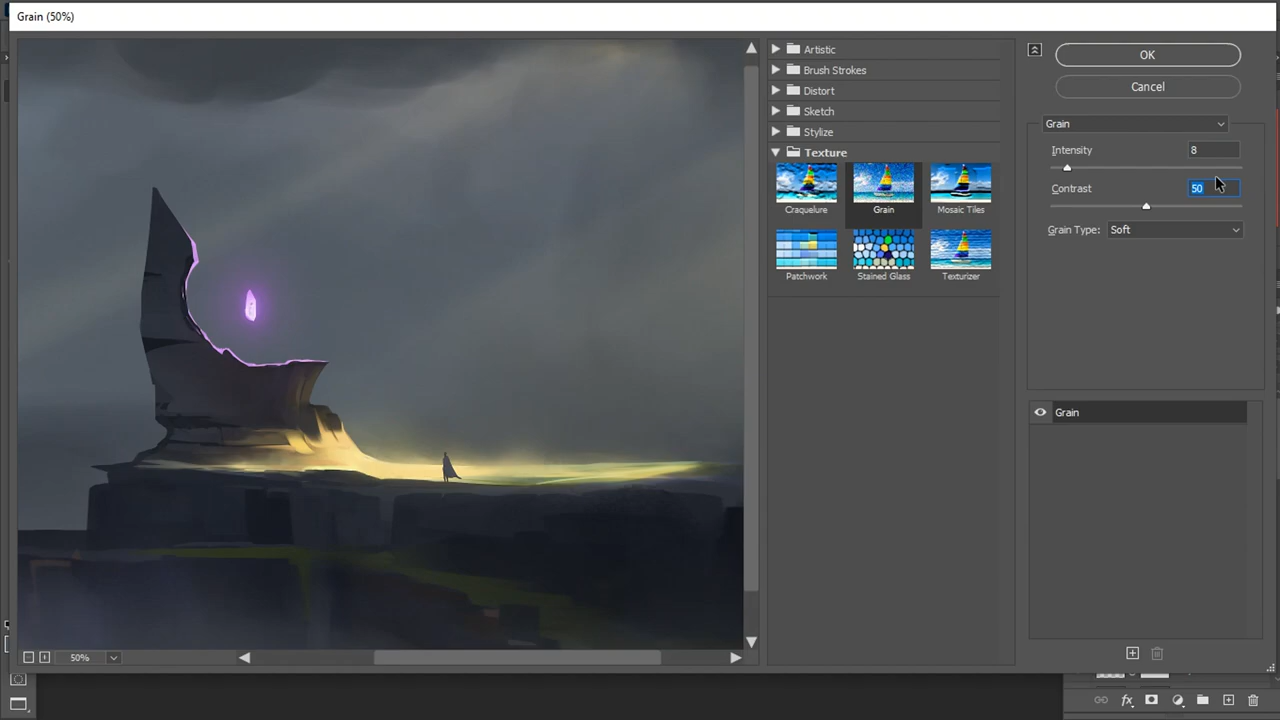 Grain (50%)
Artistic
Brush Strokes
Distort
Sketch
Stylize
Texture
Craquelure
Grain
Mosaic Tiles
Patchwork
Stained Glass
Texturizer
OK
Cancel
Grain
Intensity
8
Contrast
50
Grain Type:
Soft
Grain
50%
fx